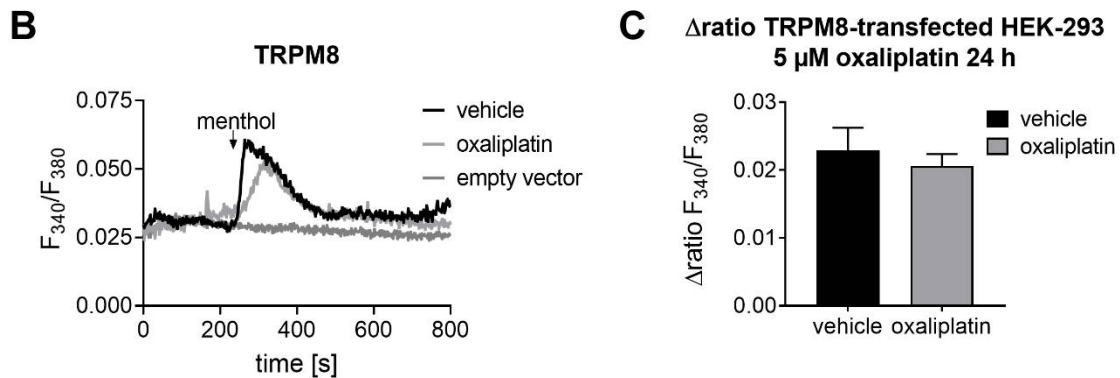 B
TRPM8
0.075
0.050
0.025
0.000
F340/F380
menthol
vehicle
oxaliplatin
empty vector
0 200 400 600 800
time [s]
C
Δratio TRPM8-transfected HEK-293
5 µM oxaliplatin 24 h
0.03
0.02
0.01
0.00
Δratio F340/F380
vehicle
oxaliplatin
vehicle oxaliplatin